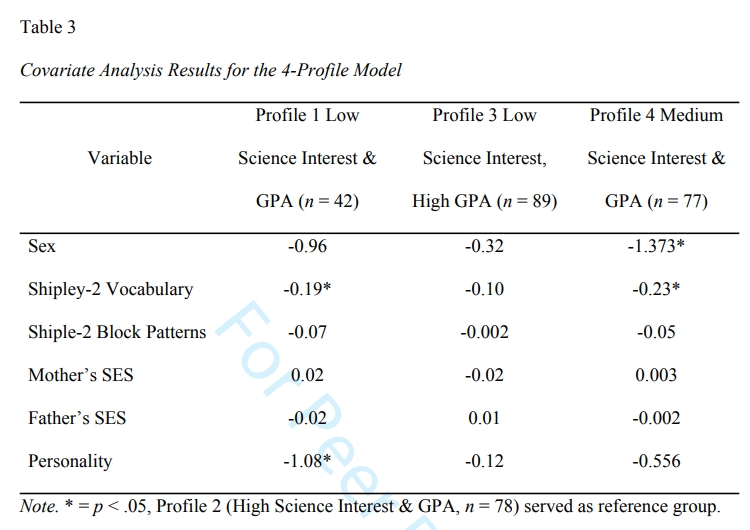 Table 3
Covariate Analysis Results for the 4-Profile Model
Variable
Profile 1 Low
Science Interest &
GPA (n = 42)
Profile 3 Low
Science Interest,
High GPA (n = 89)
Profile 4 Medium
Science Interest &
GPA (n = 77)
Sex -0.96 -0.32 -1.373*
Shipley-2 Vocabulary -0.19* -0.10 -0.23*
Shiple-2 Block Patterns -0.07 -0.002 -0.05
Mother’s SES 0.02 -0.02 0.003
Father’s SES -0.02 0.01 -0.002
Personality -1.08* -0.12 -0.556
Note. * = p < .05, Profile 2 (High Science Interest & GPA, n = 78) served as reference group.
For Peer